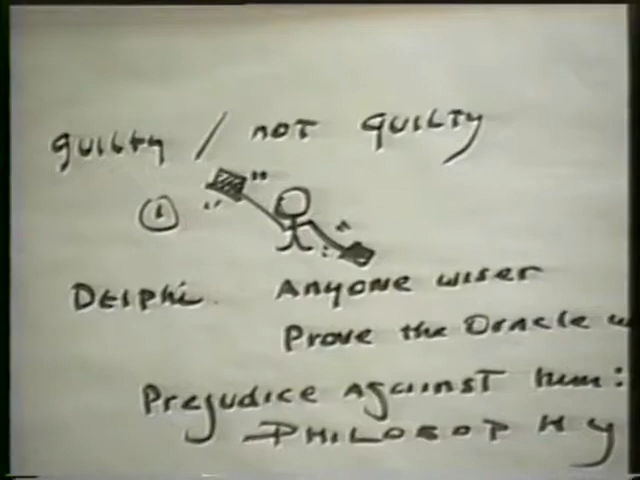 guilty / not guilty
①
Delphi. Anyone wiser
Prove the Oracle w
Prejudice against him:
PHILOSOPHY